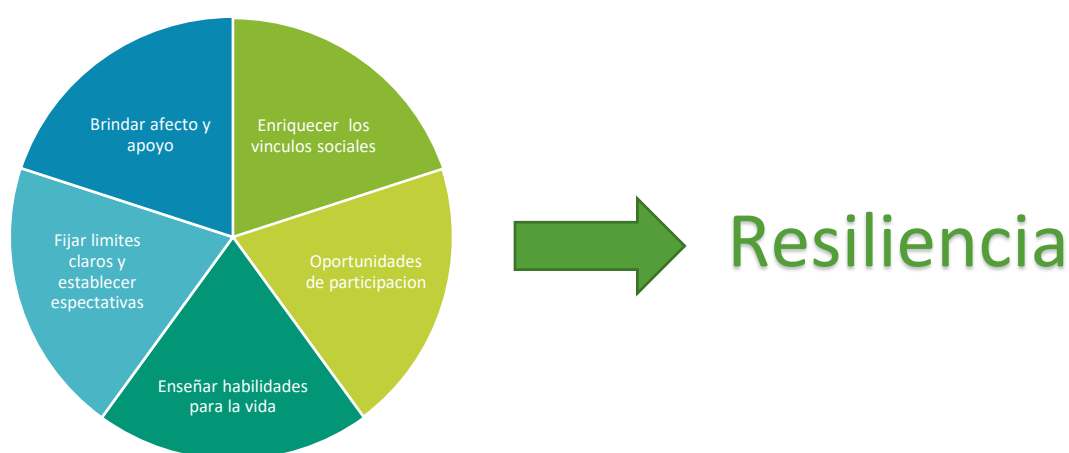 Brindar afecto y
apoyo
Enriquecer  los
vinculos sociales
Fijar limites
claros y
establecer
espectativas
Oportunidades
de participacion
Enseñar habilidades
para la vida
Resiliencia